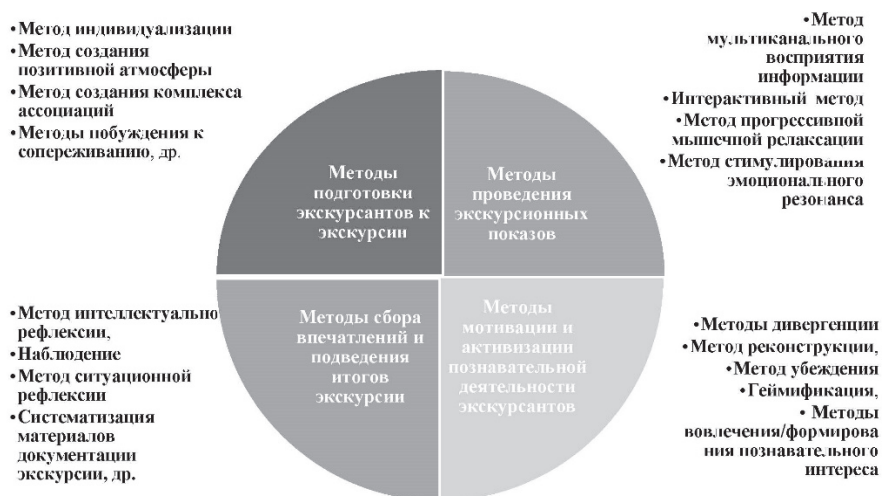 •Метод индивидуализации
•Метод создания
позитивной атмосферы
•Метод создания комплекса
ассоциаций
•Методы побуждения к
сопереживанию, др.
•Метод
мультиканального
восприятия
информации
•Интерактивный метод
•Метод прогрессивной
мышечной релаксации
•Метод стимулирования
эмоционального
резонанса
Методы
подготовки
экскурсантов к
экскурсии
Методы
проведения
экскурсионных
показов
Методы сбора
впечатлений и
подведения
итогов
экскурсии
Методы
мотивации и
активизации
познавательной
деятельности
экскурсантов
•Метод интеллектуально
рефлексии,
•Наблюдение
•Метод ситуационной
рефлексии
•Систематизация
материалов
документации
экскурсии, др.
•Методы дивергенции
•Метод реконструкции,
•Метод убеждения
•Геймификация,
• Методы
вовлечения/формирова
ния познавательного
интереса